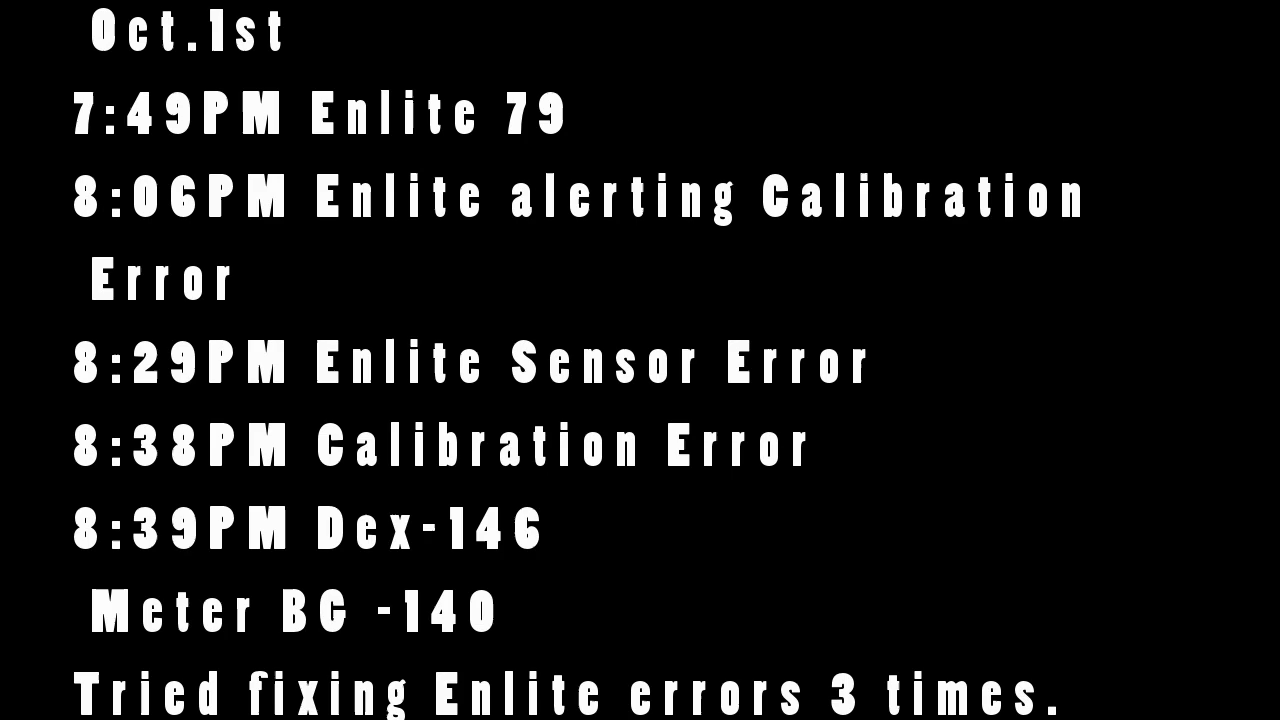 Oct.1st
7:49PM Enlite 79
8:06PM Enlite alerting Calibration
Error
8:29PM Enlite Sensor Error
8:38PM Calibration Error
8:39PM Dex-146
Meter BG -140
Tried fixing Enlite errors 3 times.